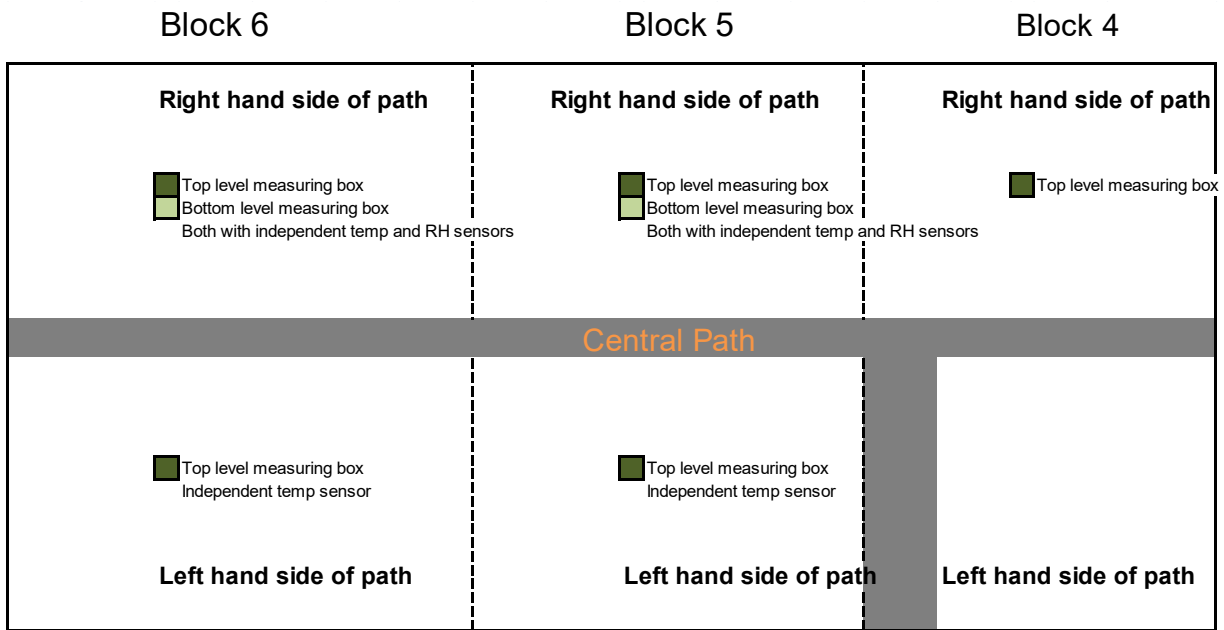 Block 6
Block 5
Block 4
Right hand side of path
Right hand side of path
Right hand side of path
Top level measuring box
Bottom level measuring box
Both with independent temp and RH sensors
Top level measuring box
Bottom level measuring box
Both with independent temp and RH sensors
Top level measuring box
Central Path
Top level measuring box
Independent temp sensor
Top level measuring box
Independent temp sensor
Left hand side of path
Left hand side of path
Left hand side of path